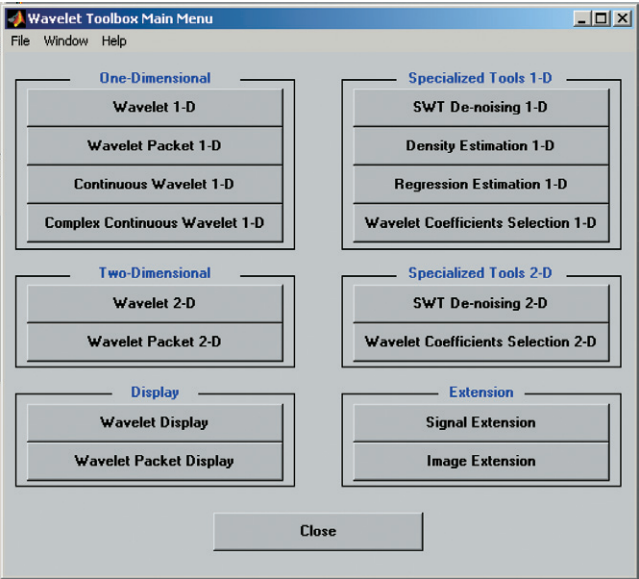 Wavelet Toolbox Main Menu
File Window Help
One-Dimensional
Wavelet 1-D
Wavelet Packet 1-D
Continuous Wavelet 1-D
Complex Continuous Wavelet 1-D
Specialized Tools 1-D
SWT De-noising 1-D
Density Estimation 1-D
Regression Estimation 1-D
Wavelet Coefficients Selection 1-D
Two-Dimensional
Wavelet 2-D
Wavelet Packet 2-D
Specialized Tools 2-D
SWT De-noising 2-D
Wavelet Coefficients Selection 2-D
Display
Wavelet Display
Wavelet Packet Display
Extension
Signal Extension
Image Extension
Close